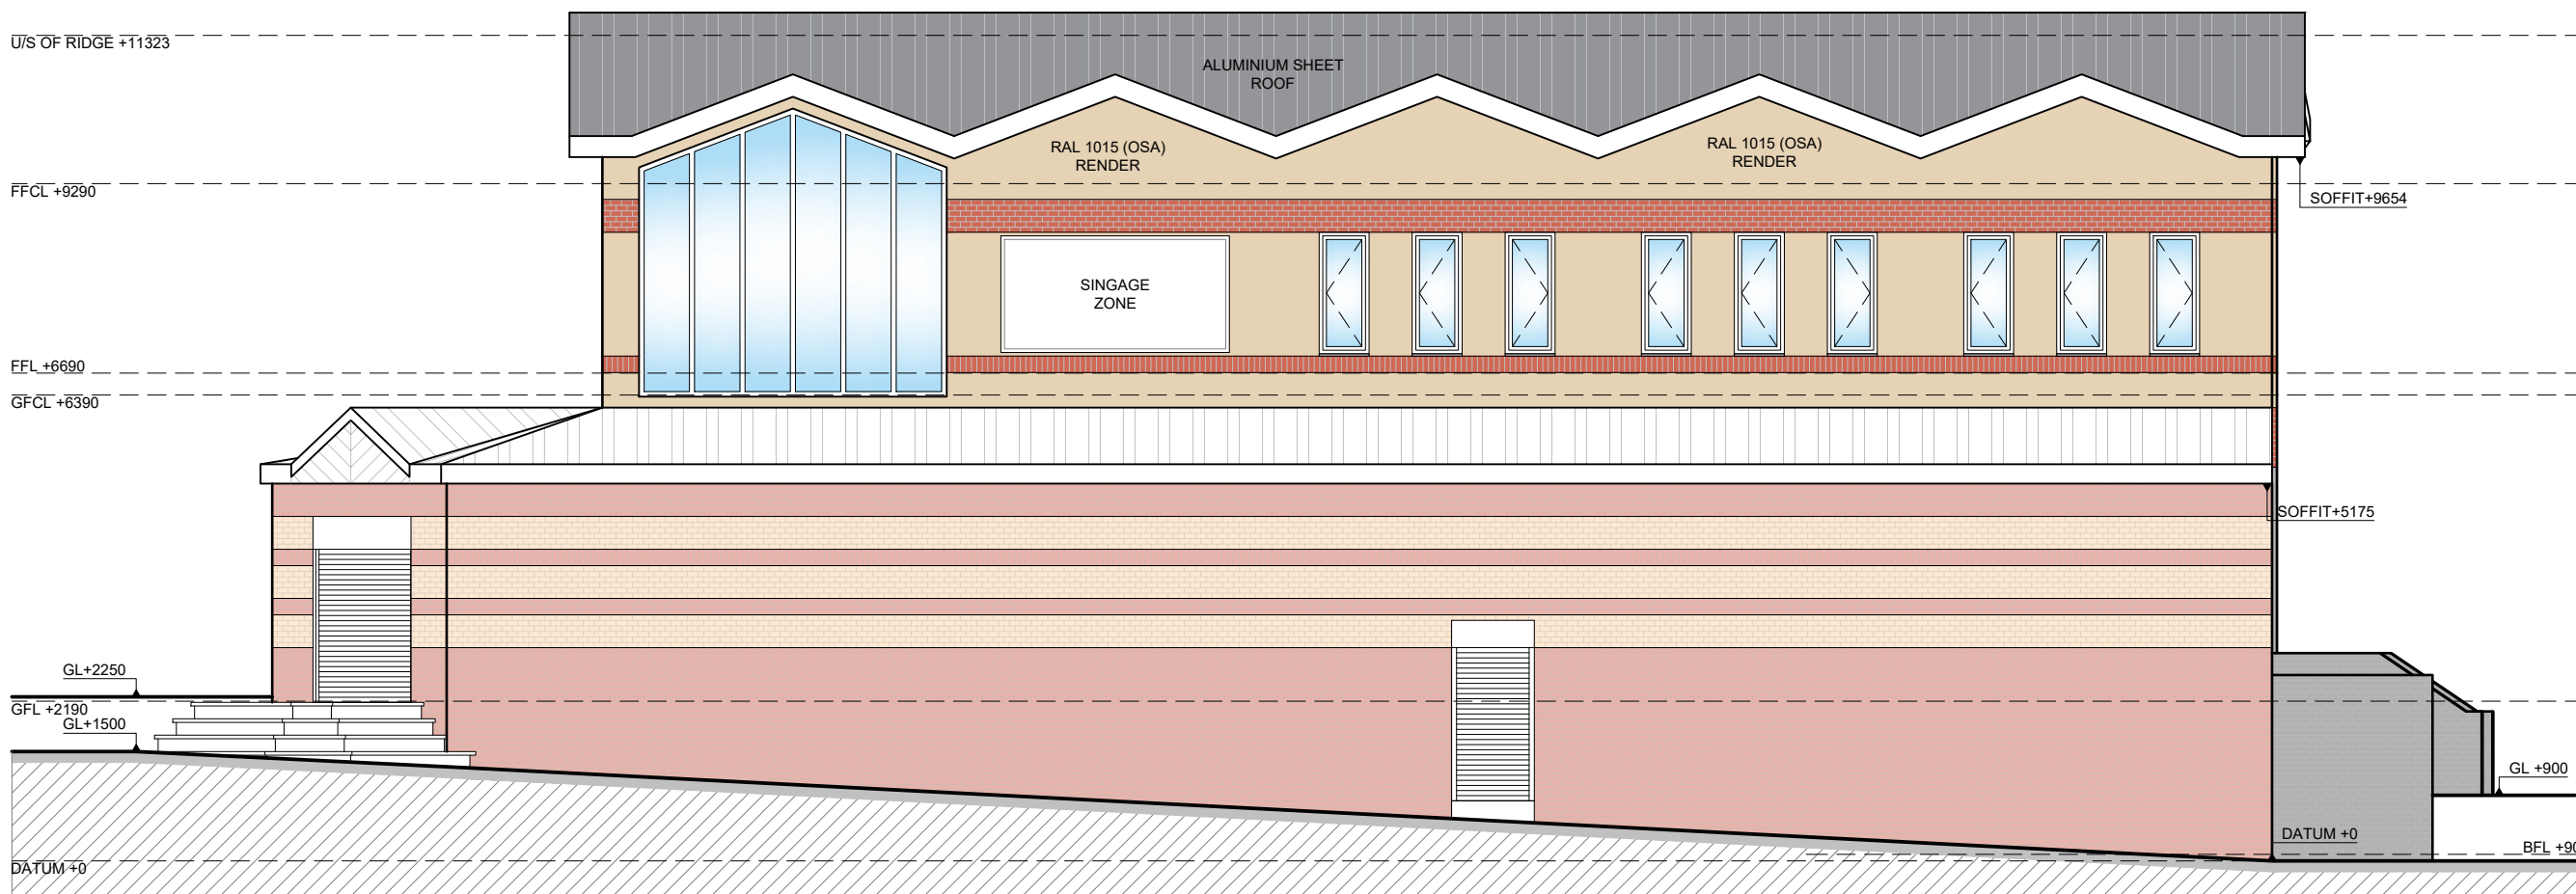 U/S OF RIDGE +11323
ALUMINIUM SHEET
ROOF
RAL 1015 (OSA)
RENDER
RAL 1015 (OSA)
RENDER
FFCL +9290
SOFFIT+9654
SINGAGE
ZONE
FFL +6690
GFCL +6390
SOFFIT+5175
GL+2250
GFL +2190
GL+1500
GL +900
DATUM +0
BFL +90
DATUM +0